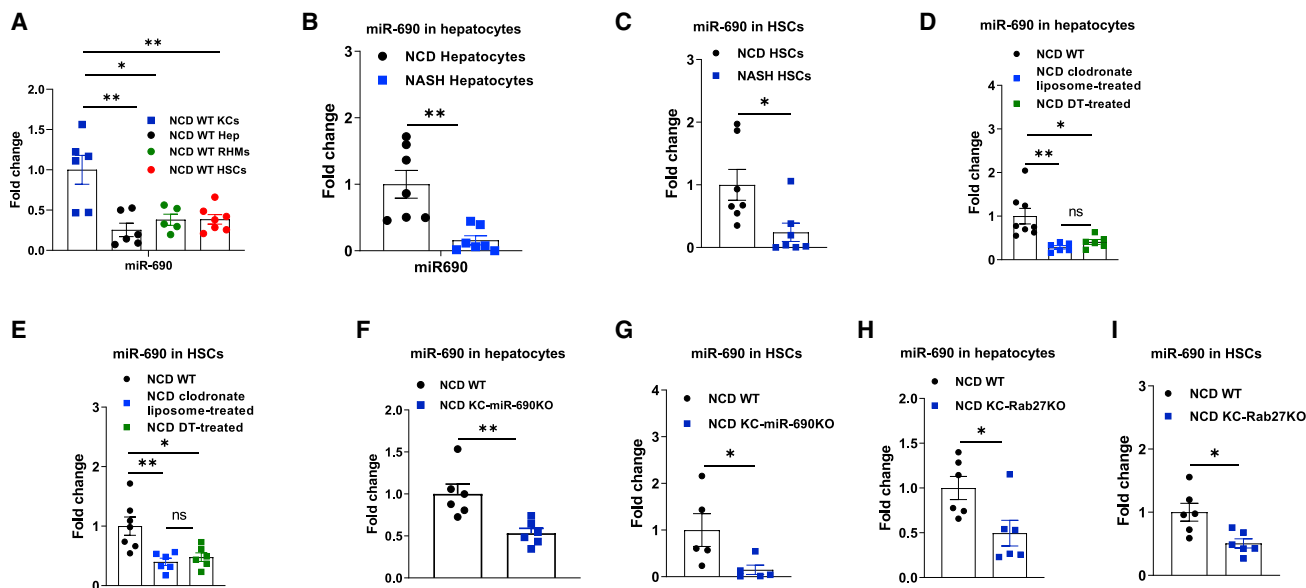 A
**
*
**
Fold change
2.0
1.5
1.0
0.5
0.0
NCD WT KCs
NCD WT Hep
NCD WT RHMs
NCD WT HSCs
miR-690
B
miR-690 in hepatocytes
NCD Hepatocytes
NASH Hepatocytes
**
Fold change
3
2
1
0
miR690
C
miR-690 in HSCs
NCD HSCs
NASH HSCs
*
Fold change
3
2
1
0
D
miR-690 in hepatocytes
NCD WT
NCD clodronate
liposome-treated
NCD DT-treated
*
**
ns
Fold change
4
3
2
1
0
E
miR-690 in HSCs
NCD WT
NCD clodronate
liposome-treated
NCD DT-treated
*
**
ns
Fold change
3
2
1
0
F
miR-690 in hepatocytes
NCD WT
NCD KC-miR-690KO
**
Fold change
2.0
1.5
1.0
0.5
0.0
G
miR-690 in HSCs
NCD WT
NCD KC-miR-690KO
*
Fold change
4
3
2
1
0
H
miR-690 in hepatocytes
NCD WT
NCD KC-Rab27KO
*
Fold change
2.0
1.5
1.0
0.5
0.0
I
miR-690 in HSCs
NCD WT
NCD KC-Rab27KO
*
Fold change
3
2
1
0